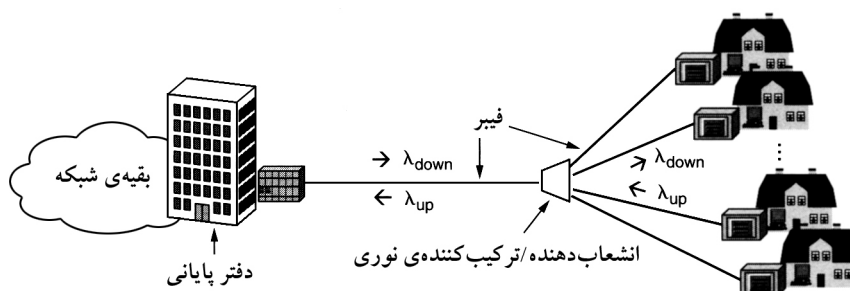 فیبر
→ λdown
← λup
→ λdown
← λup
بقیه‌ی شبکه
انشعاب‌دهنده/ترکیب‌کننده‌ی نوری
دفتر پایانی